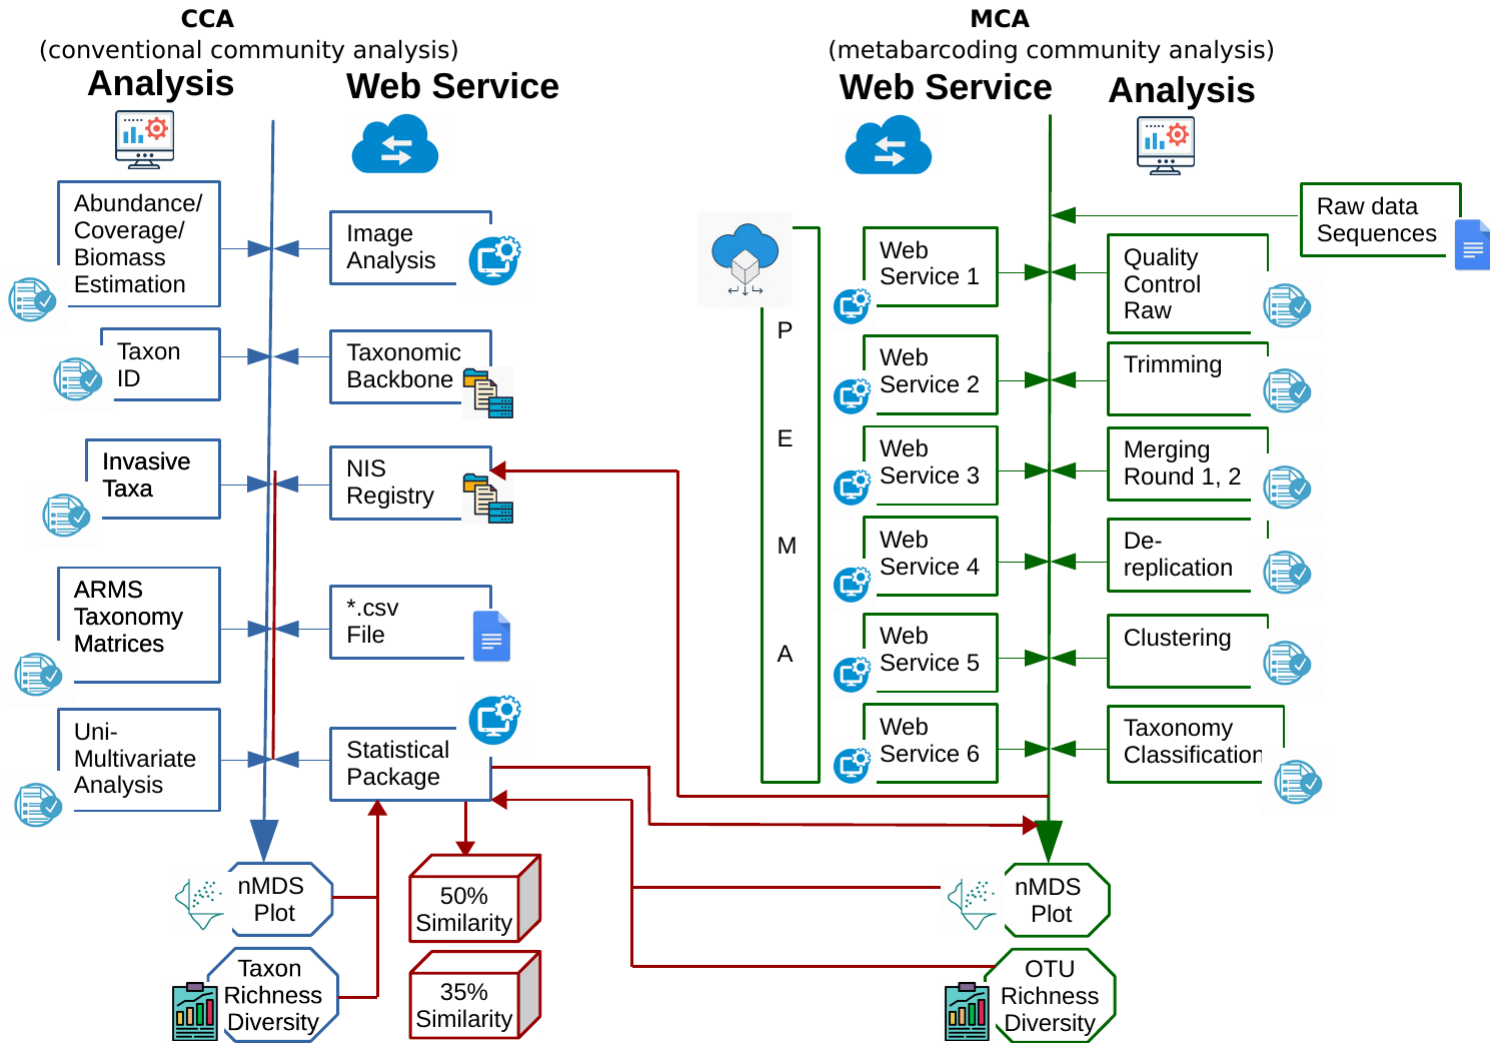 CCA
(conventional community analysis)
Analysis
Web Service
Abundance/
Coverage/
Biomass
Estimation
Image
Analysis
Taxon
ID
Taxonomic
Backbone
Invasive
Taxa
NIS
Registry
ARMS
Taxonomy
Matrices
*.csv
File
Uni-
Multivariate
Analysis
Statistical
Package
nMDS
Plot
50%
Similarity
Taxon
Richness
Diversity
35%
Similarity
MCA
(metabarcoding community analysis)
Web Service
Analysis
Raw data
Sequences
P
E
M
A
Web
Service 1
Quality
Control
Raw
Web
Service 2
Trimming
Web
Service 3
Merging
Round 1, 2
Web
Service 4
De-
replication
Web
Service 5
Clustering
Web
Service 6
Taxonomy
Classification
nMDS
Plot
OTU
Richness
Diversity